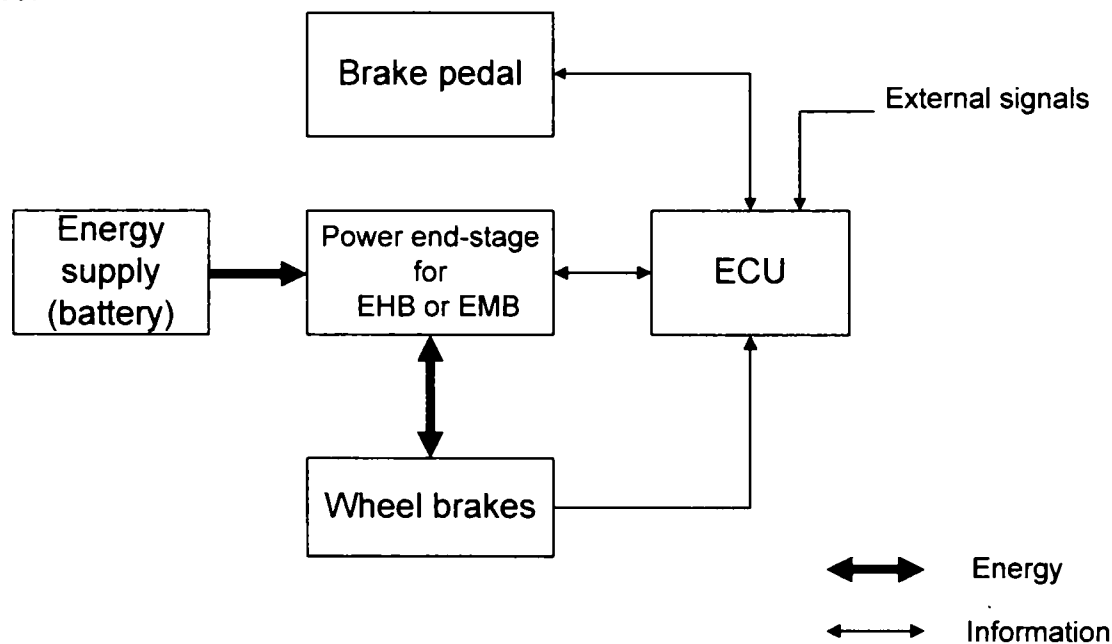 Brake pedal
External signals
Energy
supply
(battery)
Power end-stage
for
EHB or EMB
ECU
Wheel brakes
Energy
Information